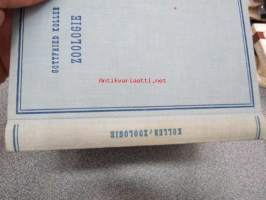 GOTTFRIED KOLLER
ZOOLOGIE
KOLLER / ZOOLOGIE
Antikvariaatti.net